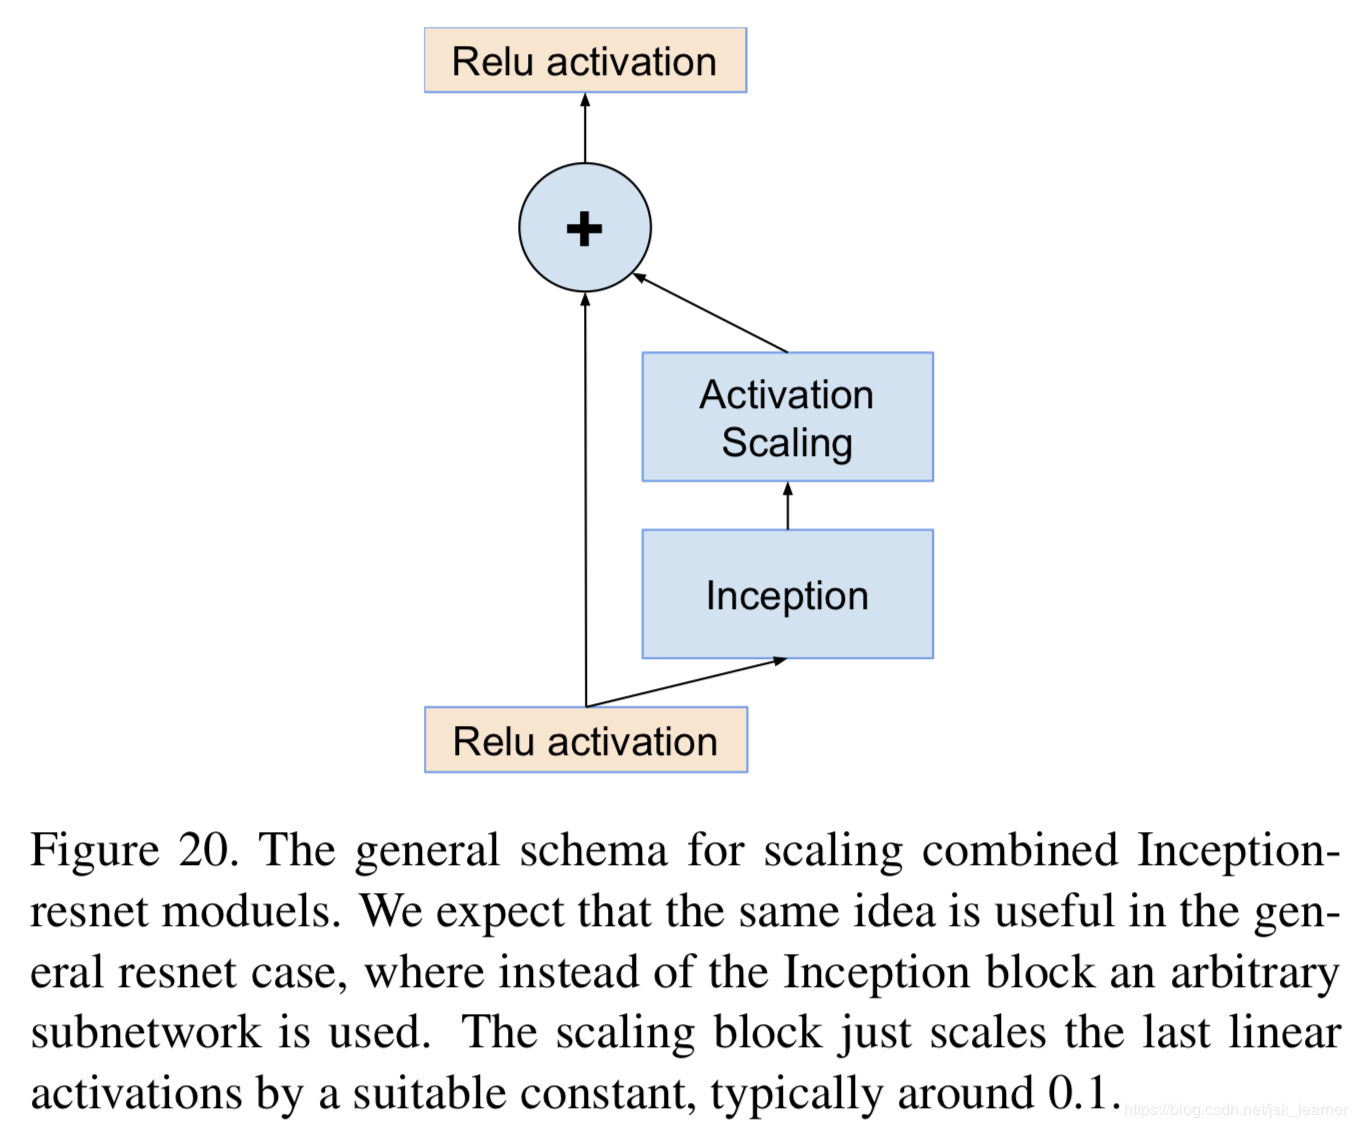 Relu activation
+
Activation
Scaling
Inception
Relu activation
Figure 20. The general schema for scaling combined Inception-
resnet moduels. We expect that the same idea is useful in the gen-
eral resnet case, where instead of the Inception block an arbitrary
subnetwork is used. The scaling block just scales the last linear
activations by a suitable constant, typically around 0.1.
https://blog.csdn.net/jsk_learner